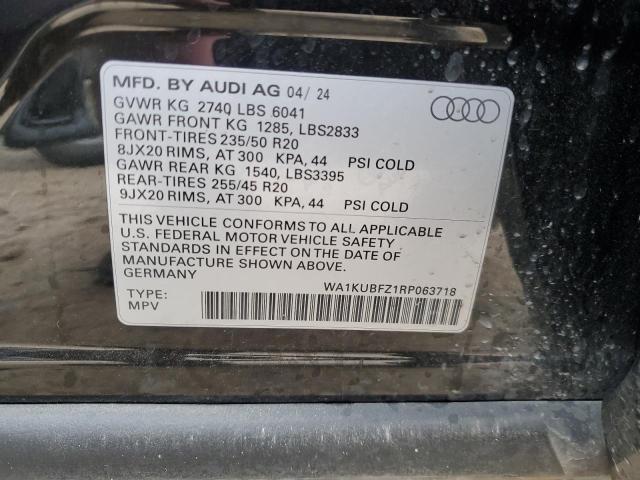 MFD. BY AUDI AG 04/ 24
GVWR KG 2740 LBS 6041
GAWR FRONT KG 1285, LBS2833
FRONT-TIRES 235/50 R20
8JX20 RIMS, AT 300 KPA, 44 PSI COLD
GAWR REAR KG 1540, LBS3395
REAR-TIRES 255/45 R20
9JX20 RIMS, AT 300 KPA, 44 PSI COLD
THIS VEHICLE CONFORMS TO ALL APPLICABLE
U.S. FEDERAL MOTOR VEHICLE SAFETY
STANDARDS IN EFFECT ON THE DATE OF
MANUFACTURE SHOWN ABOVE.
GERMANY
WA1KUBFZ1RP063718
TYPE:
MPV